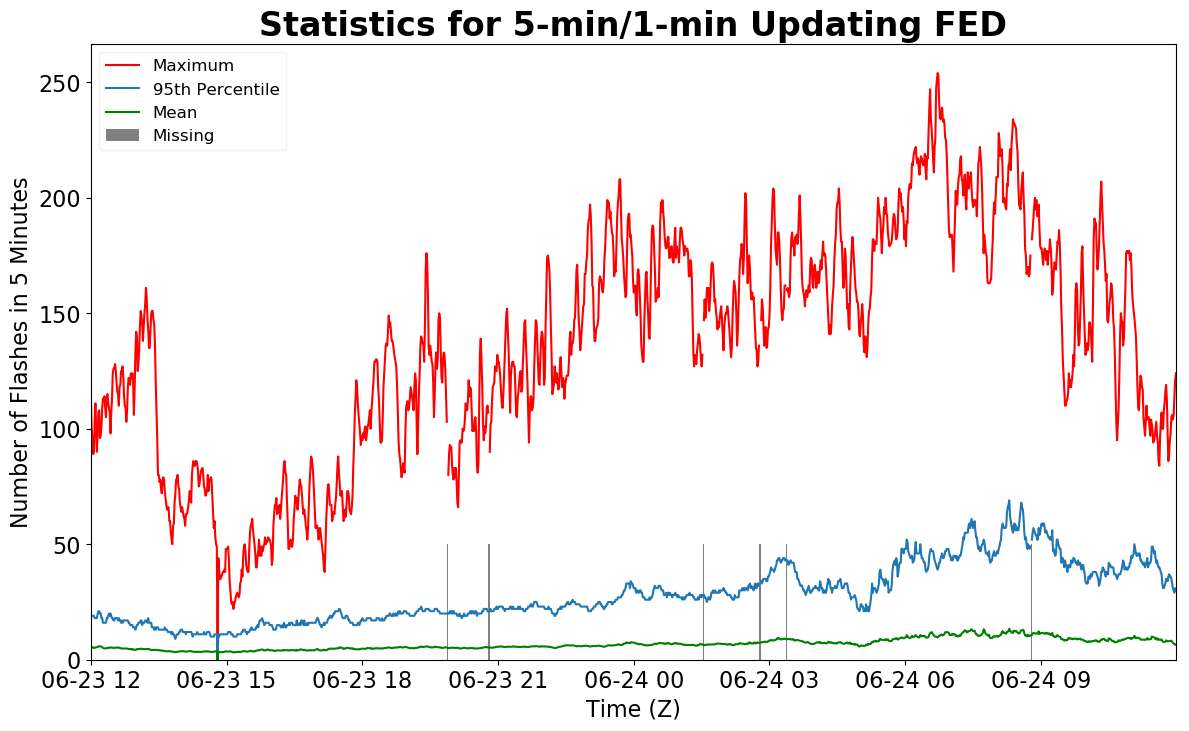 Statistics for 5-min/1-min Updating FED
Number of Flashes in 5 Minutes
250
200
150
100
50
0
Maximum
95th Percentile
Mean
Missing
06-23 12
06-23 15
06-23 18
06-23 21
06-24 00
06-24 03
06-24 06
06-24 09
Time (Z)